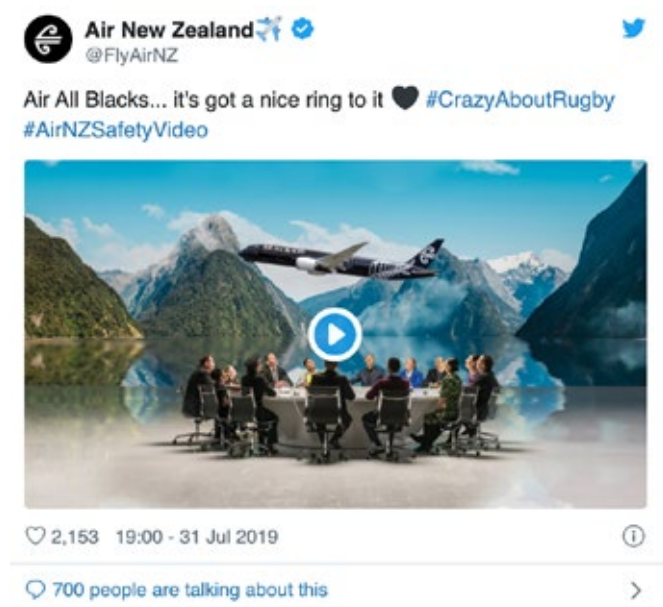 Air New Zealand
@FlyAirNZ
Air All Blacks... it's got a nice ring to it 🖤 #CrazyAboutRugby
#AirNZSafetyVideo
2,153 19:00 - 31 Jul 2019
700 people are talking about this